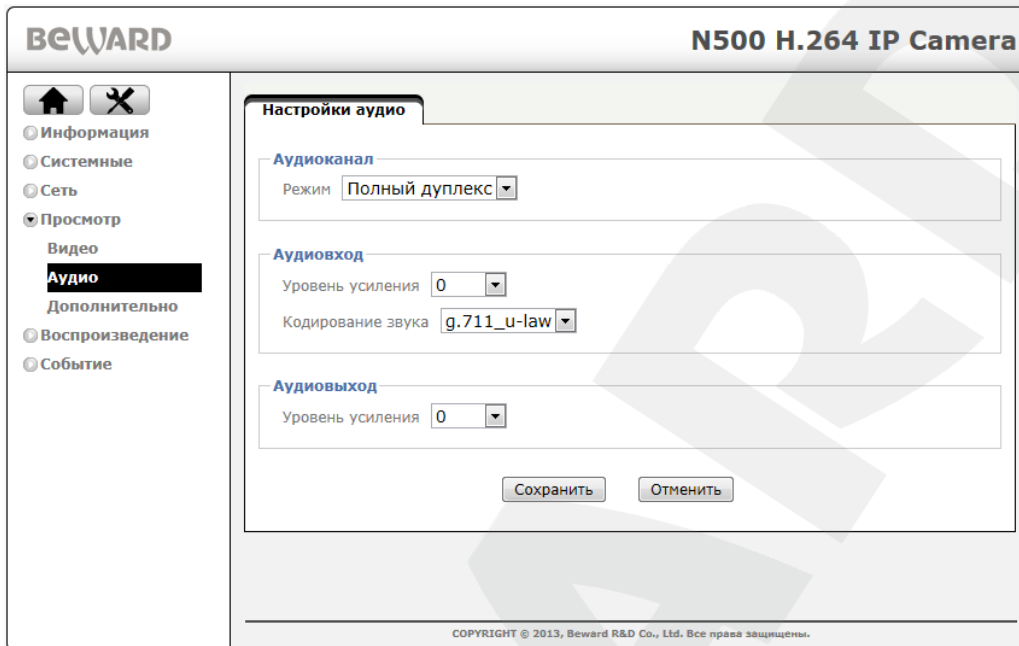 BEWARD
N500 H.264 IP Camera
Информация
Системные
Сеть
Просмотр
Видео
Аудио
Дополнительно
Воспроизведение
Событие
Настройки аудио
Аудиоканал
Режим Полный дуплекс
Аудиовход
Уровень усиления 0
Кодирование звука g.711_u-law
Аудиовыход
Уровень усиления 0
Сохранить Отменить
COPYRIGHT © 2013, Beward R&D Co., Ltd. Все права защищены.